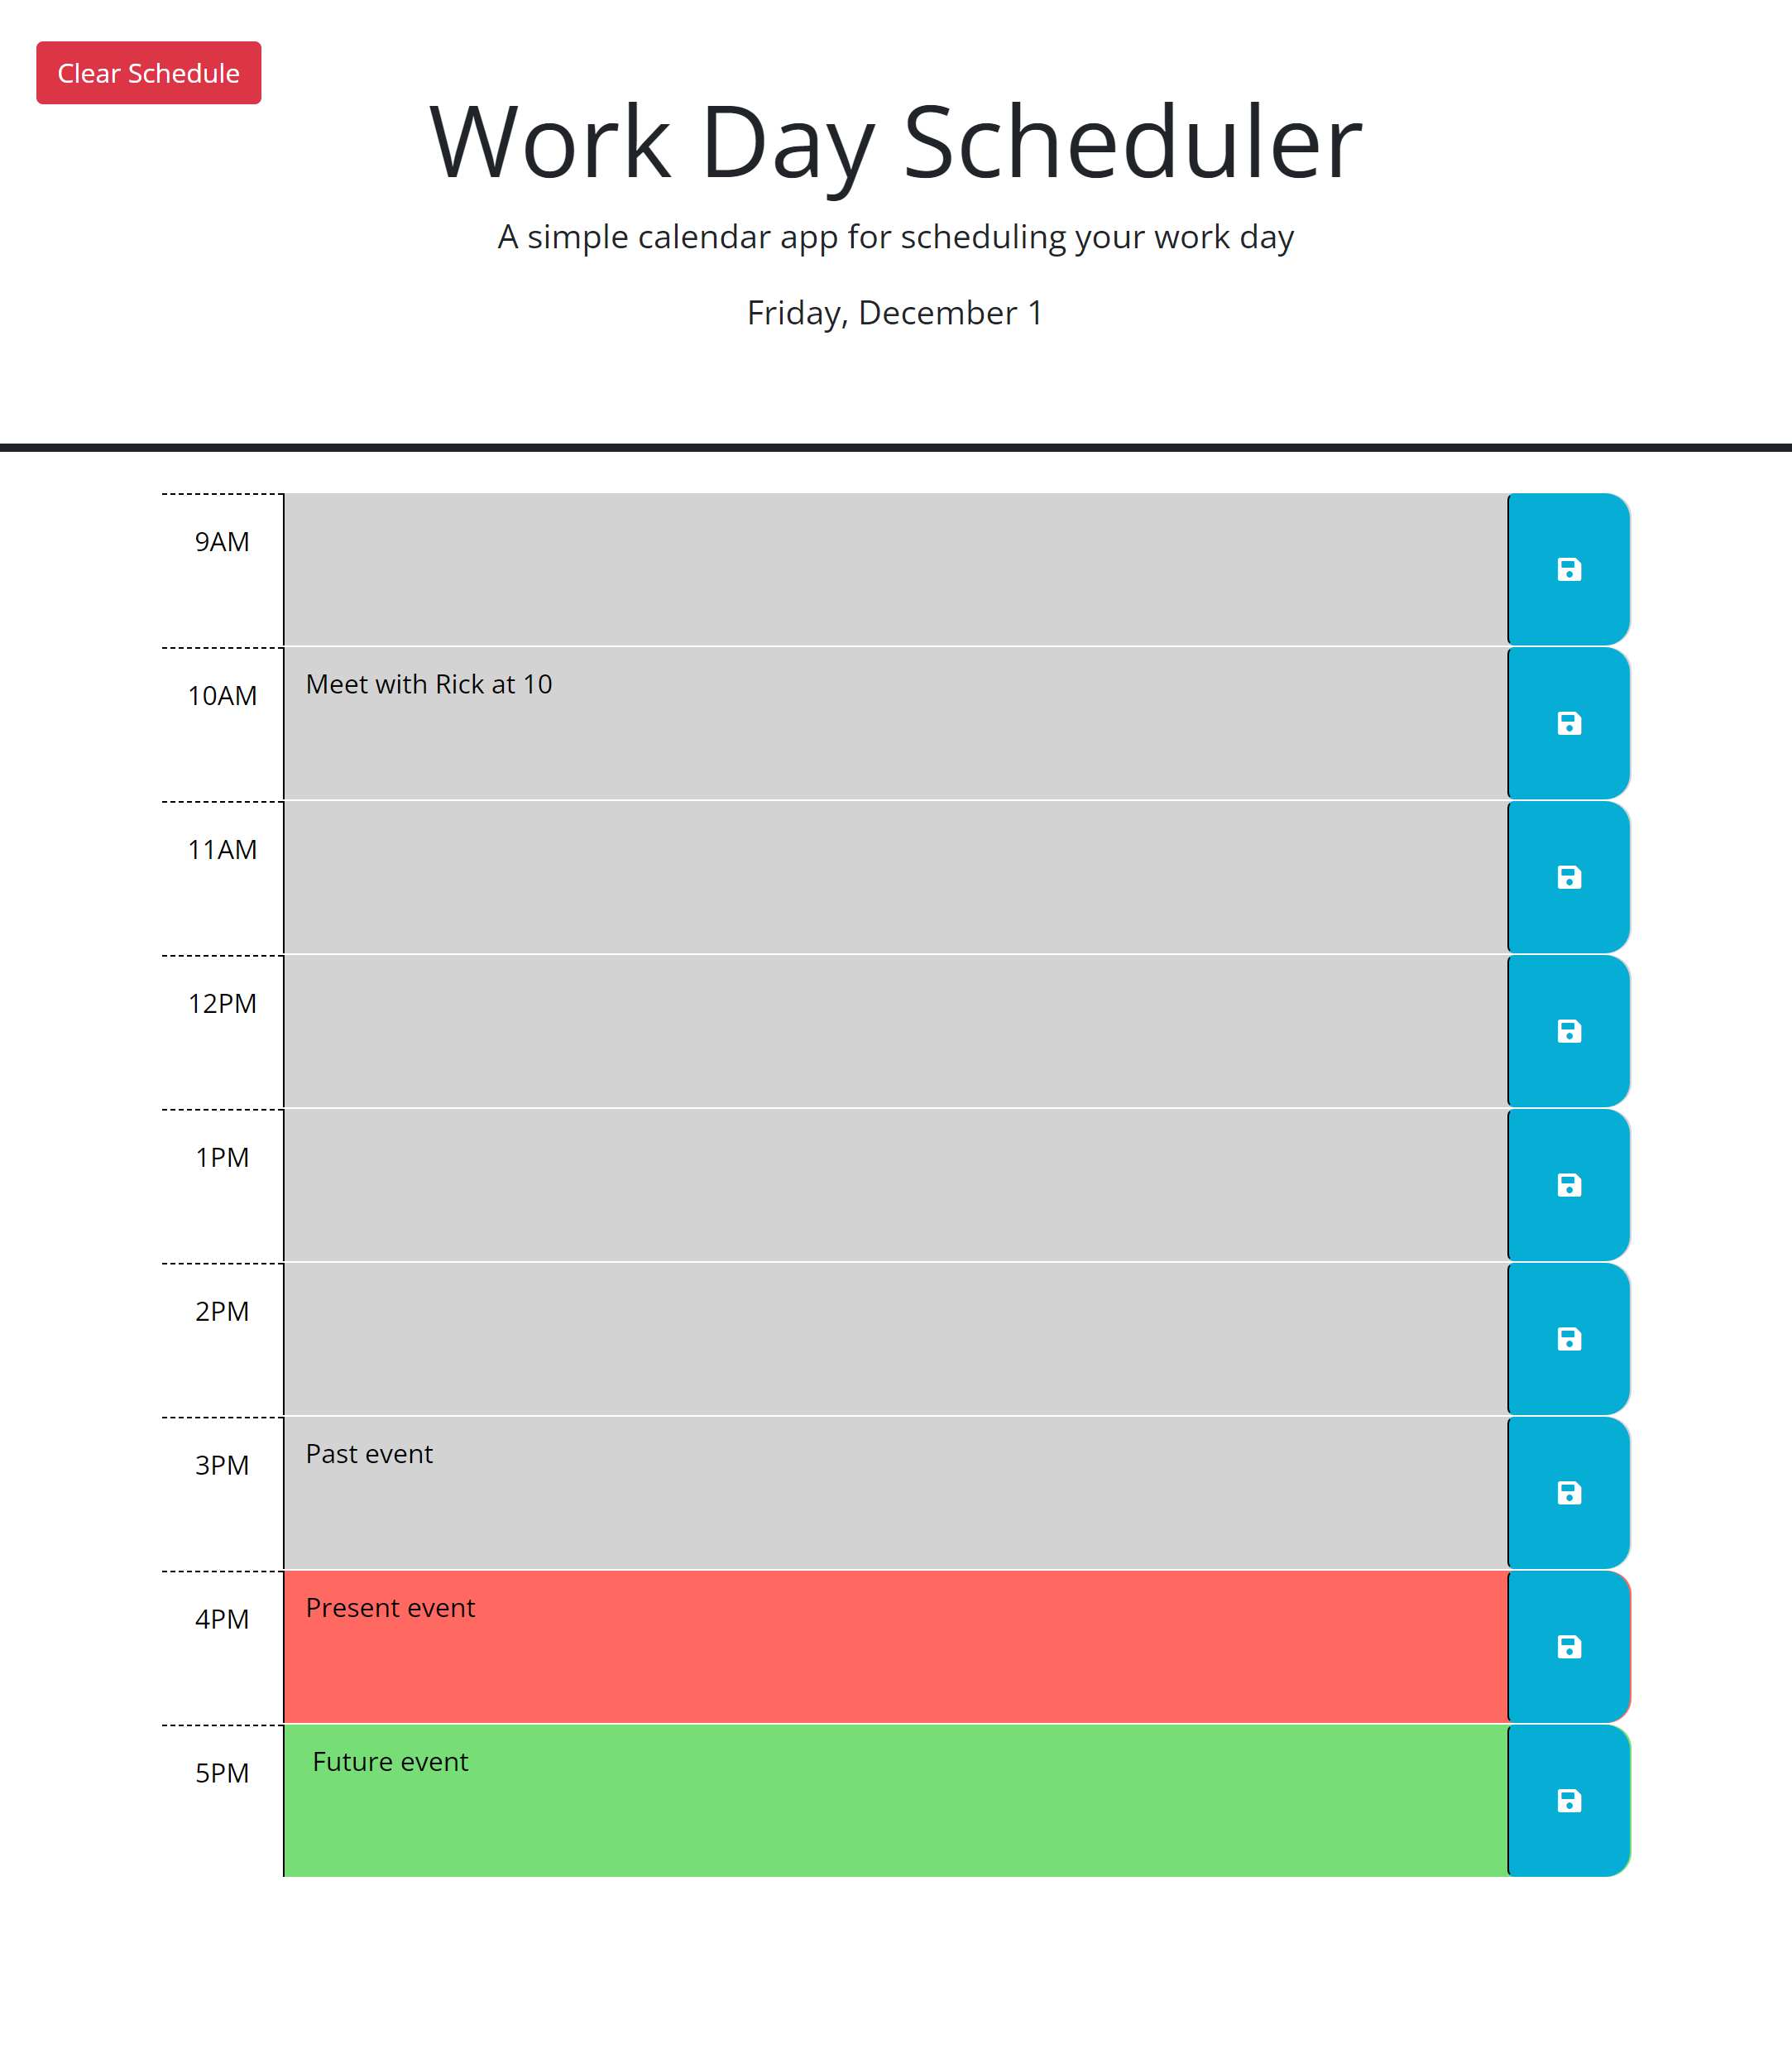 Clear Schedule
Work Day Scheduler
A simple calendar app for scheduling your work day
Friday, December 1
9AM
10AM
Meet with Rick at 10
11AM
12PM
1PM
2PM
3PM
Past event
4PM
Present event
5PM
Future event